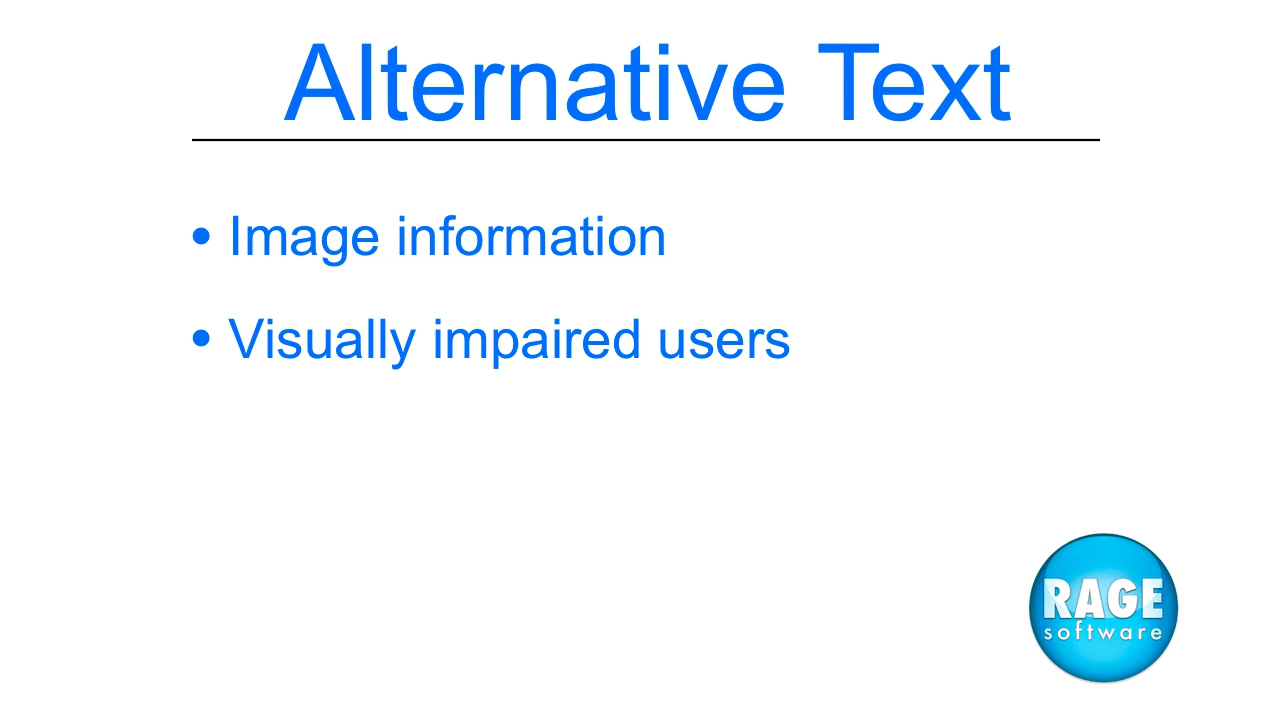 Alternative Text
• Image information
• Visually impaired users
RAGE
software